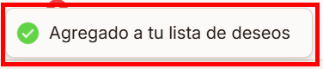 Agregado a tu lista de deseos